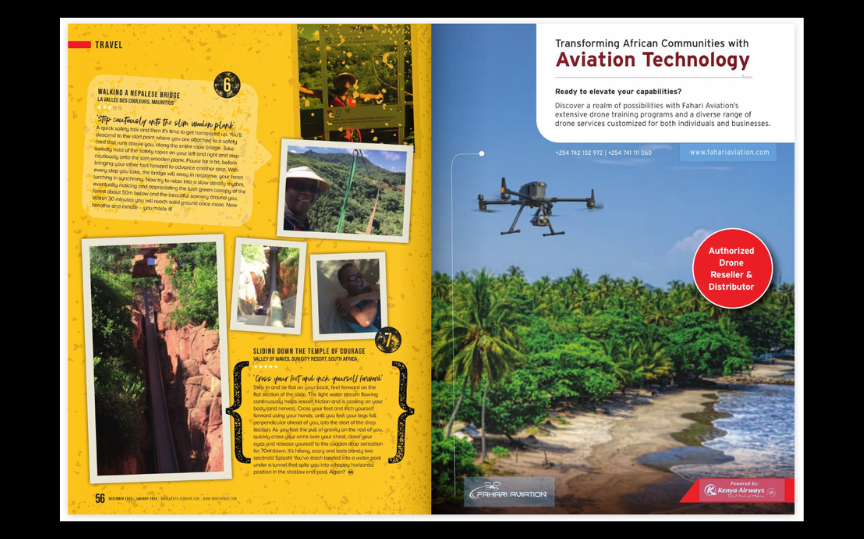 TRAVEL
6
WALKING A NEPALESE BRIDGE
LA VALLÉE DES COULEURS, MAURITIUS
"Step cautiously onto the slim wooden plank"
A quick safety talk and then it's time to get harnessed up. You'll
descend to the start point where you are attached to a safety
cord that runs above you, along the entire rope bridge. Take
steady hold of the safety ropes on your left and right and step
cautiously onto the slim wooden plank. Pause for a bit, before
bringing your other foot forward to advance another step. With
every step you take, the bridge will sway in response, your heart
lurching in synchrony. Now try to relax into a slow steady rhythm,
eventually noticing and appreciating the lush green canopy of the
forest about 50m below and the beautiful scenery around you.
Within 30 minutes you will reach solid ground once more. Now
breathe and exhale – you made it!
7
SLIDING DOWN THE TEMPLE OF COURAGE
VALLEY OF WAVES, SUN CITY RESORT, SOUTH AFRICA
"Cross your feet and inch yourself forward"
Step in and lie flat on your back, feet forward on the
flat section of the slide. The light water stream flowing
continuously helps lessen friction and is cooling on your
body (and nerves). Cross your feet and inch yourself
forward using your hands, until you feel your legs fall
perpendicular ahead of you, into the start of the drop
section. As you feel the pull of gravity on the rest of you,
quickly cross your arms over your chest, close your
eyes and release yourself to the sudden drop sensation
for 70m down. It's hilarious, scary and lasts barely two
seconds! Splash! You've crash landed into a water pool
under a tunnel that spits you into a happy horizontal
position in the shallow end pool. Again?
56
DECEMBER 2023 - JANUARY 2024
Transforming African Communities with
Aviation Technology
Ready to elevate your capabilities?
Discover a realm of possibilities with Fahari Aviation's
extensive drone training programs and a diverse range of
drone services customized for both individuals and businesses.
+254 742 102 972 | +254 741 111 060
www.fahariaviation.com
Authorized
Drone
Reseller &
Distributor
FAHARI AVIATION
Powered by:
Kenya Airways